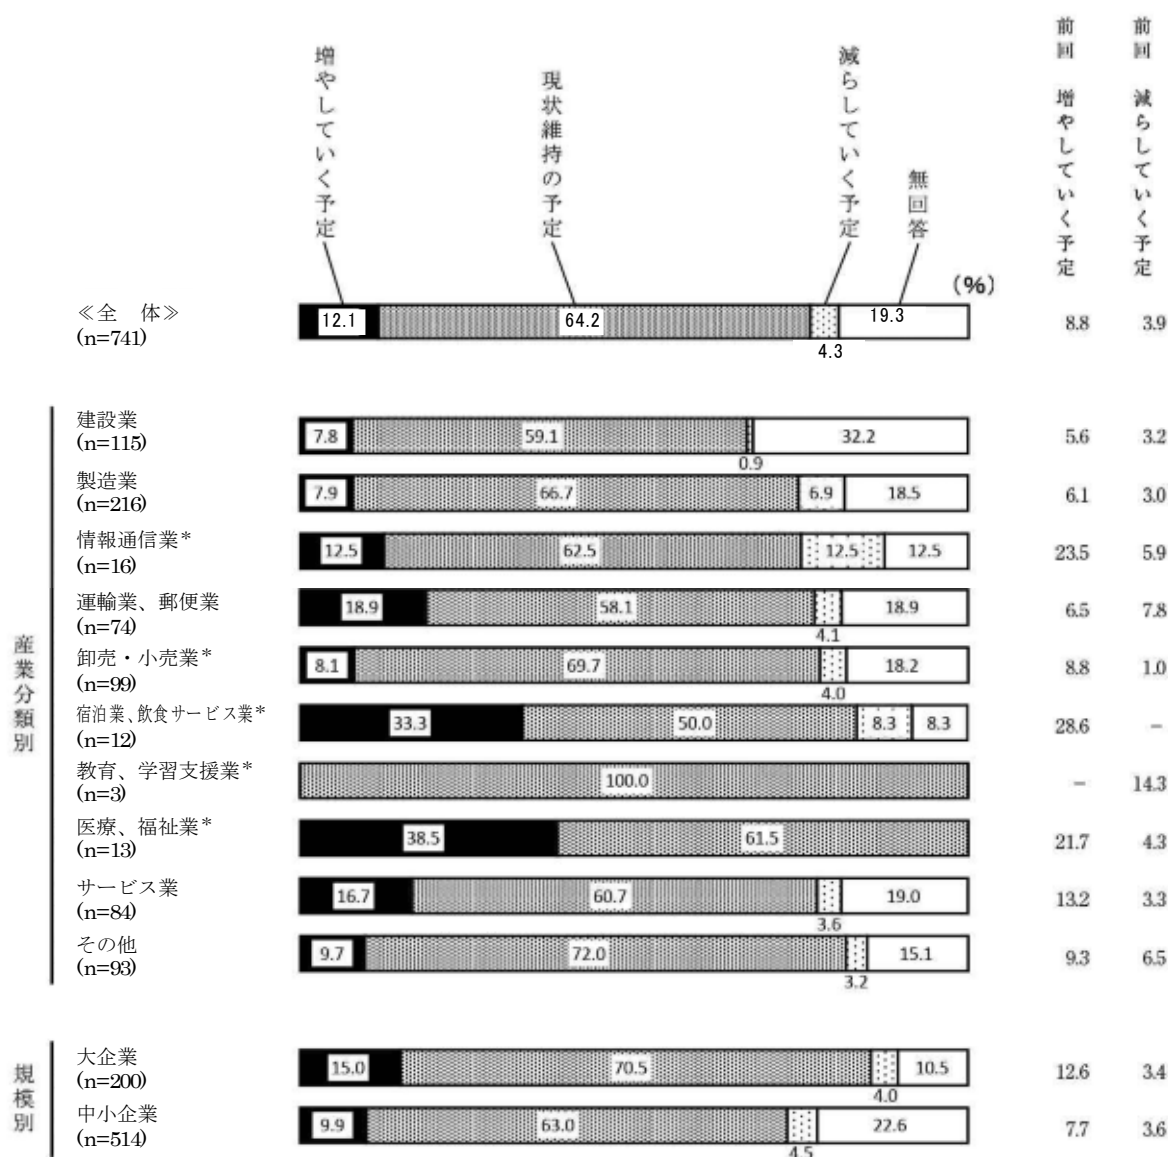 増やしていく予定
現状維持の予定
減らしていく予定
無回答
前回 増やしていく予定
前回 減らしていく予定
(%)
≪全 体≫
(n=741)
12.1 64.2 4.3 19.3 8.8 3.9
産業分類別
建設業
(n=115)
7.8 59.1 0.9 32.2 5.6 3.2
製造業
(n=216)
7.9 66.7 6.9 18.5 6.1 3.0
情報通信業*
(n=16)
12.5 62.5 12.5 12.5 23.5 5.9
運輸業、郵便業
(n=74)
18.9 58.1 4.1 18.9 6.5 7.8
卸売・小売業*
(n=99)
8.1 69.7 4.0 18.2 8.8 1.0
宿泊業、飲食サービス業*
(n=12)
33.3 50.0 8.3 8.3 28.6 −
教育、学習支援業*
(n=3)
100.0 − 14.3
医療、福祉業*
(n=13)
38.5 61.5 21.7 4.3
サービス業
(n=84)
16.7 60.7 3.6 19.0 13.2 3.3
その他
(n=93)
9.7 72.0 3.2 15.1 9.3 6.5
規模別
大企業
(n=200)
15.0 70.5 4.0 10.5 12.6 3.4
中小企業
(n=514)
9.9 63.0 4.5 22.6 7.7 3.6